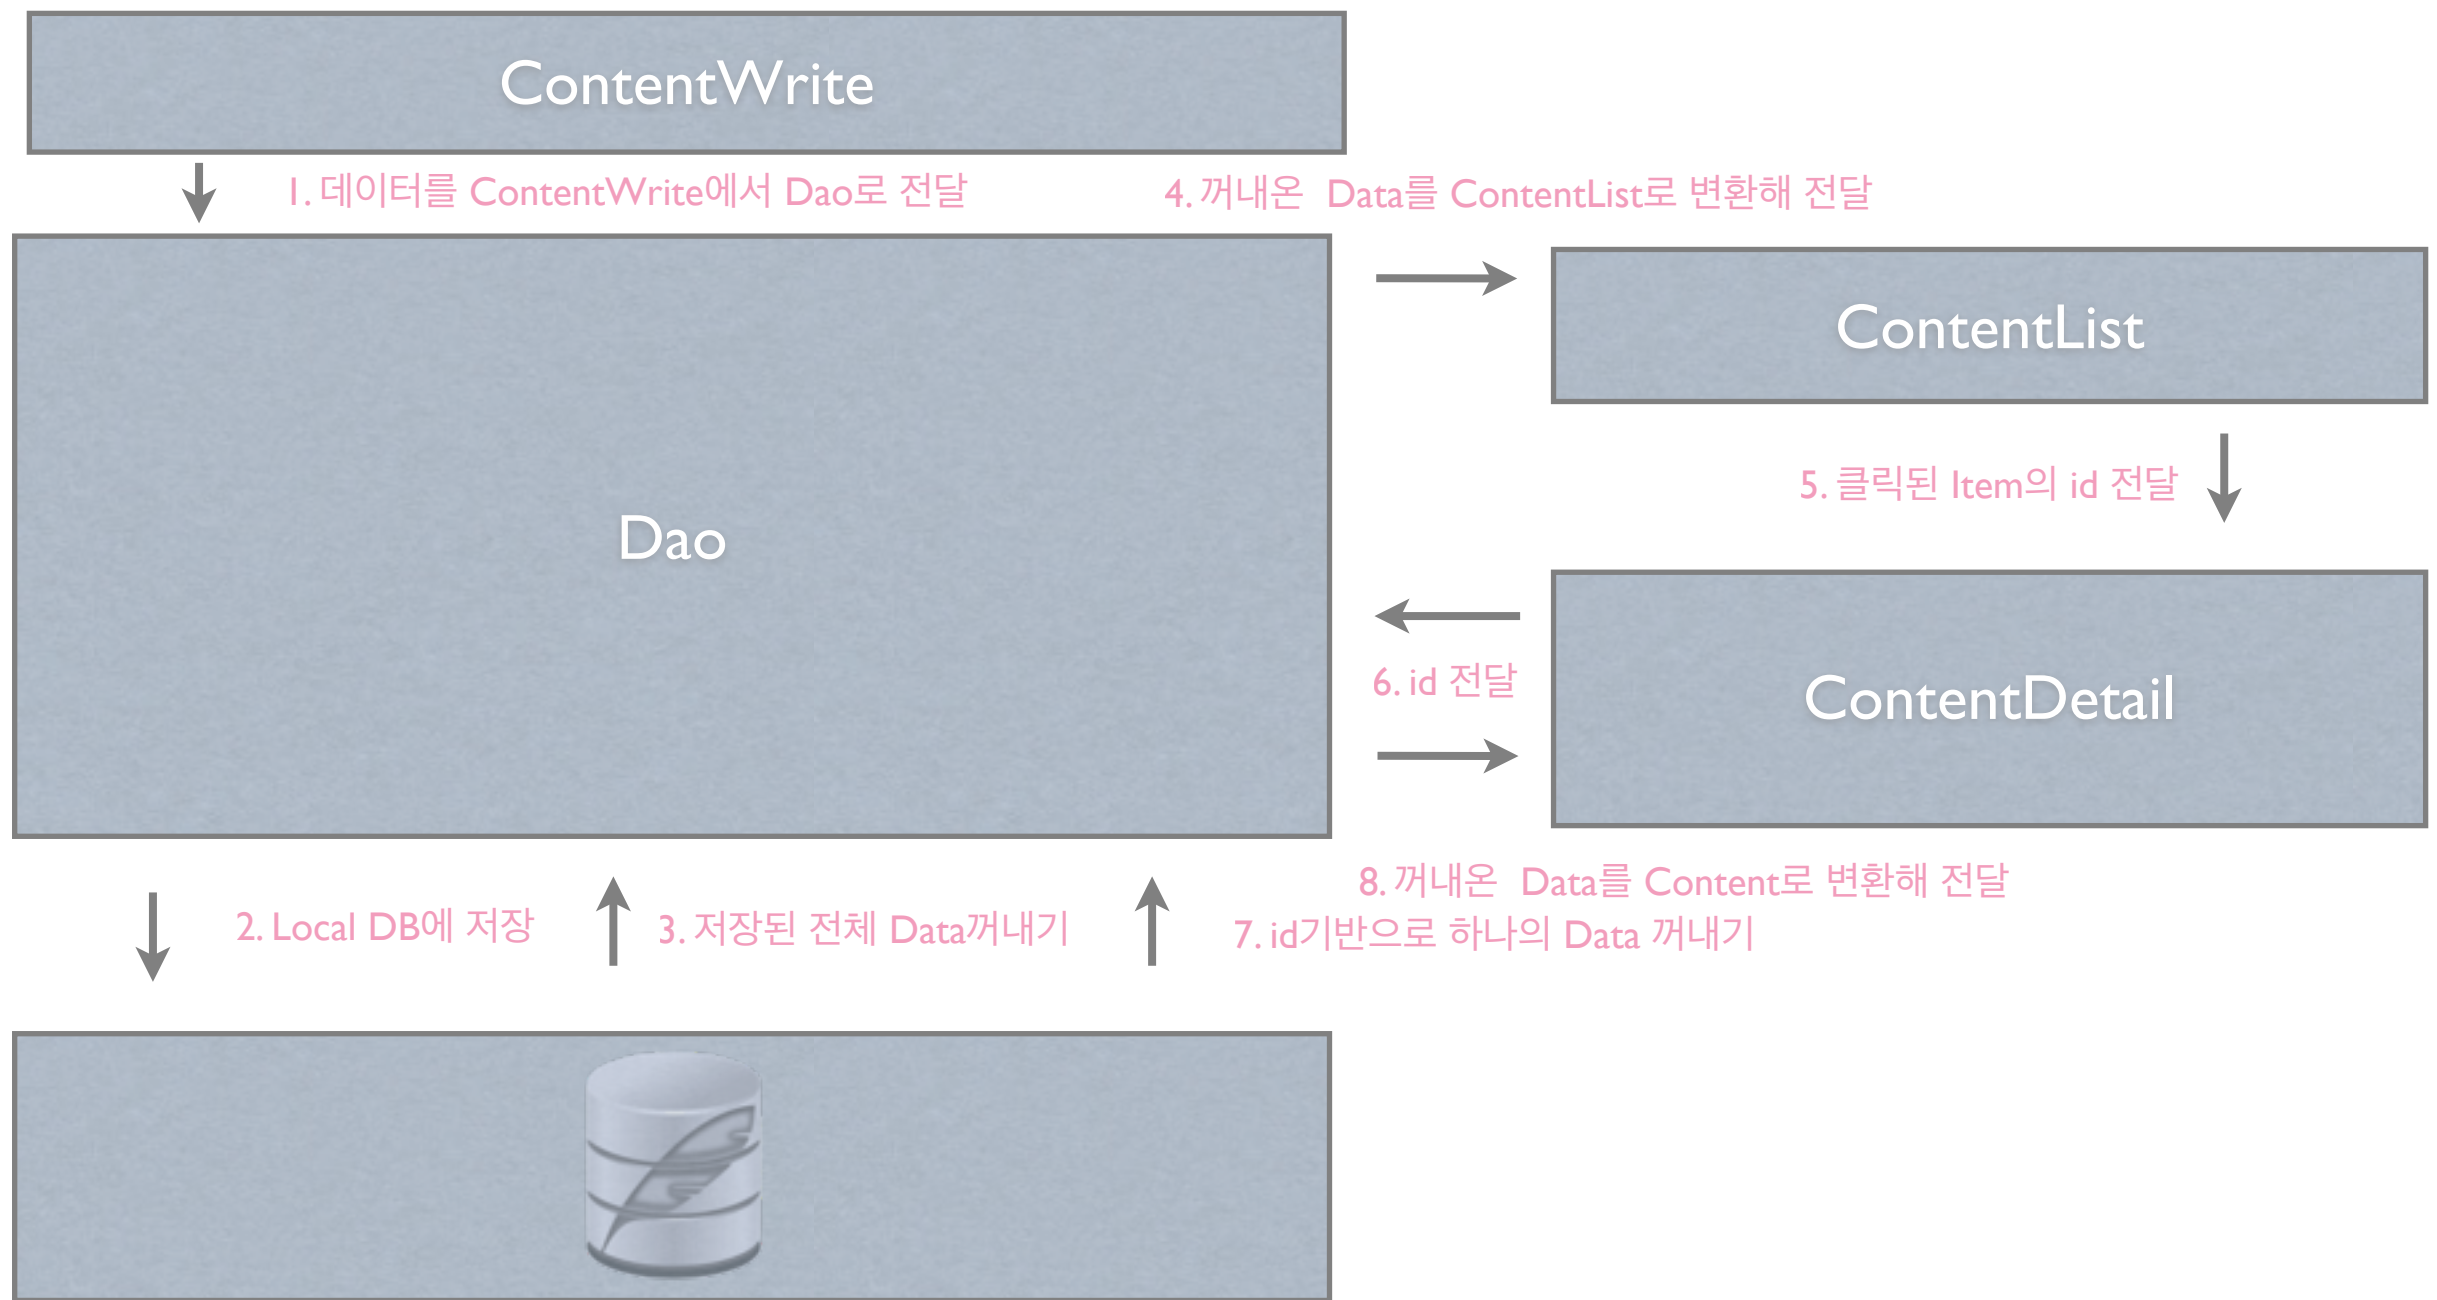 ContentWrite
1. 데이터를 ContentWrite에서 Dao로 전달
4. 꺼내온 Data를 ContentList로 변환해 전달
ContentList
5. 클릭된 Item의 id 전달
Dao
6. id 전달
ContentDetail
8. 꺼내온 Data를 Content로 변환해 전달
2. Local DB에 저장
3. 저장된 전체 Data꺼내기
7. id기반으로 하나의 Data 꺼내기